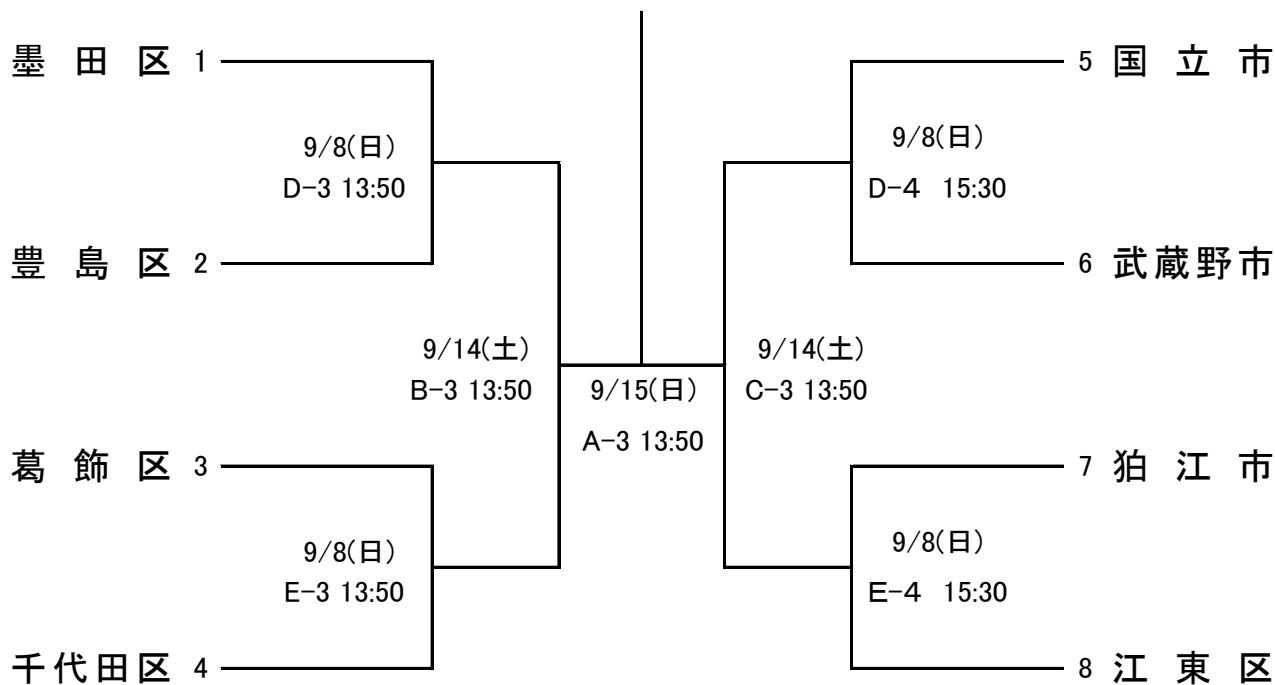 墨田区 1
5 国立市
9/8(日)
D-3 13:50
9/8(日)
D-4 15:30
豊島区 2
6 武蔵野市
9/14(土)
B-3 13:50
9/15(日)
A-3 13:50
9/14(土)
C-3 13:50
葛飾区 3
7 狛江市
9/8(日)
E-3 13:50
9/8(日)
E-4 15:30
千代田区 4
8 江東区